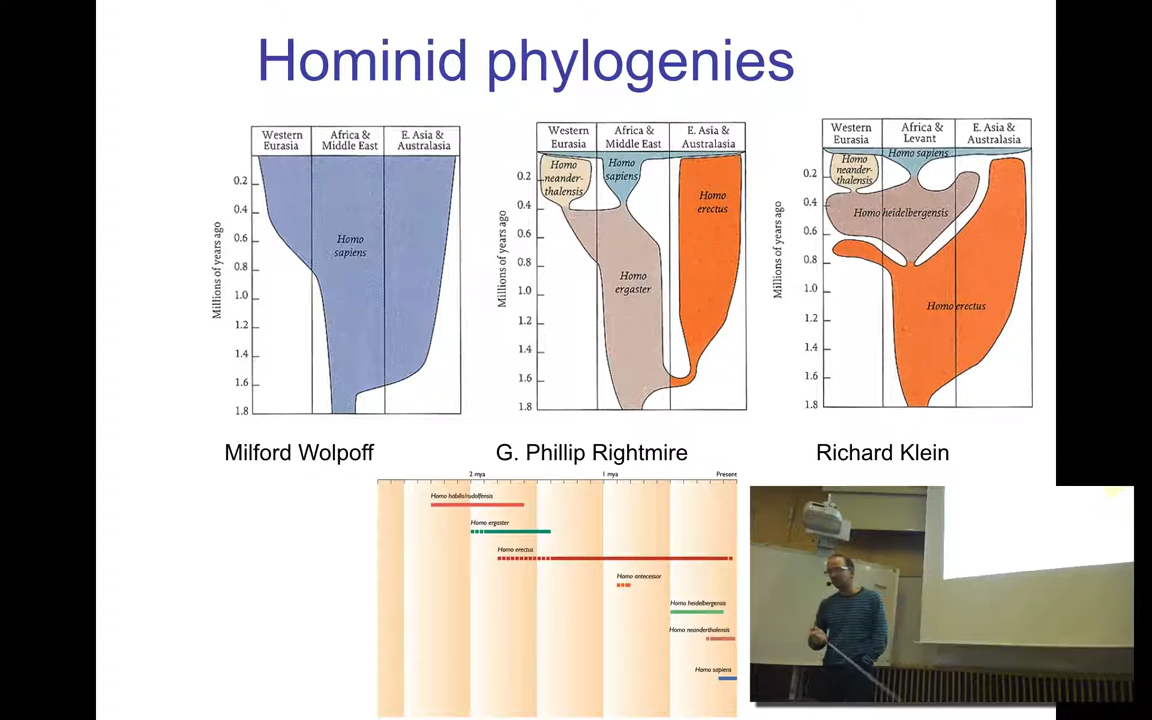 Hominid phylogenies
Western
Eurasia
Africa &
Middle East
E. Asia &
Australasia
Millions of years ago
0.2
0.4
0.6
0.8
1.0
1.2
1.4
1.6
1.8
Homo
sapiens
Milford Wolpoff
Western
Eurasia
Africa &
Middle East
E. Asia &
Australasia
Millions of years ago
0.2
0.4
0.6
0.8
1.0
1.2
1.4
1.6
1.8
Homo
neander-
thalensis
Homo
sapiens
Homo
erectus
Homo
ergaster
G. Phillip Rightmire
Western
Eurasia
Africa &
Levant
E. Asia &
Australasia
Millions of years ago
0.2
0.4
0.6
0.8
1.0
1.2
1.4
1.6
1.8
Homo
neander-
thalensis
Homo sapiens
Homo heidelbergensis
Homo erectus
Richard Klein
2 mya
1 mya
Present
Homo habilis/rudolfensis
Homo ergaster
Homo erectus
Homo antecessor
Homo heidelbergensis
Homo neanderthalensis
Homo sapiens